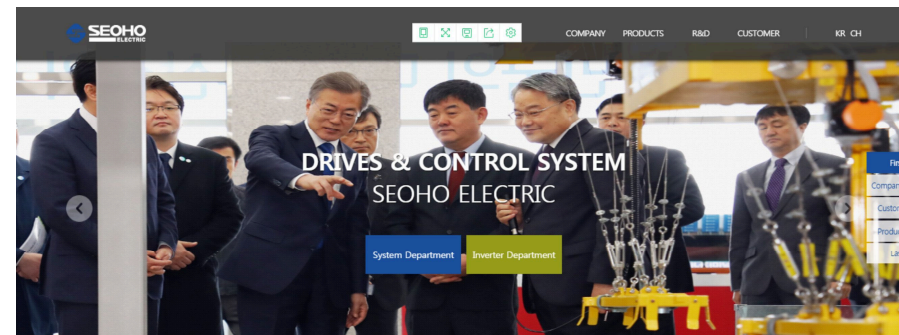 SEOHO
ELECTRIC
COMPANY PRODUCTS R&D CUSTOMER KR CH
DRIVES & CONTROL SYSTEM
SEOHO ELECTRIC
System Department Inverter Department